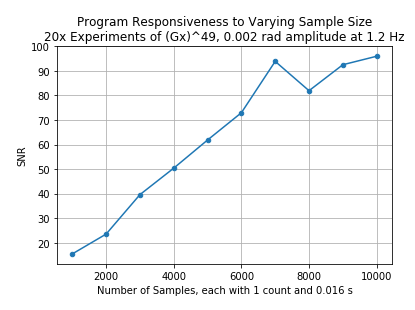 Program Responsiveness to Varying Sample Size
20x Experiments of (Gx)^49, 0.002 rad amplitude at 1.2 Hz
100
90
80
70
60
50
40
30
20
SNR
2000 4000 6000 8000 10000
Number of Samples, each with 1 count and 0.016 s